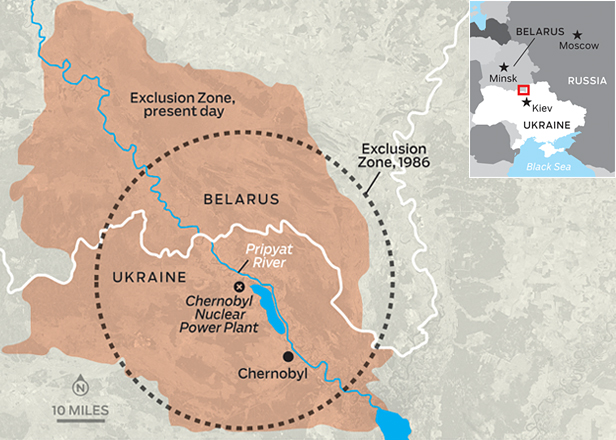 Exclusion Zone,
present day
Exclusion
Zone, 1986
BELARUS
UKRAINE
Pripyat
River
Chernobyl
Nuclear
Power Plant
Chernobyl
N
10 MILES
BELARUS
Moscow
Minsk
RUSSIA
Kiev
UKRAINE
Black Sea